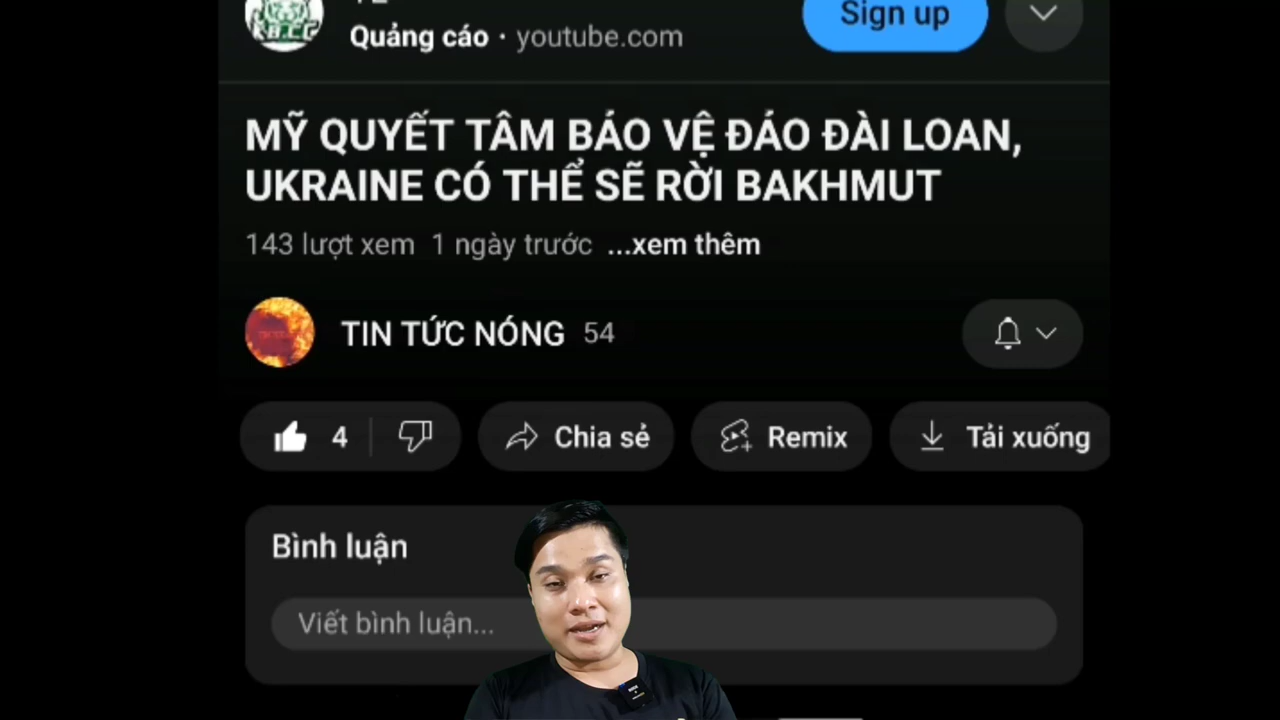 Sign up
Quảng cáo · youtube.com
MỸ QUYẾT TÂM BẢO VỆ ĐẢO ĐÀI LOAN,
UKRAINE CÓ THỂ SẼ RỜI BAKHMUT
143 lượt xem 1 ngày trước ...xem thêm
TIN TỨC NÓNG 54
4 Chia sẻ Remix Tải xuống
Bình luận
Viết bình luận...